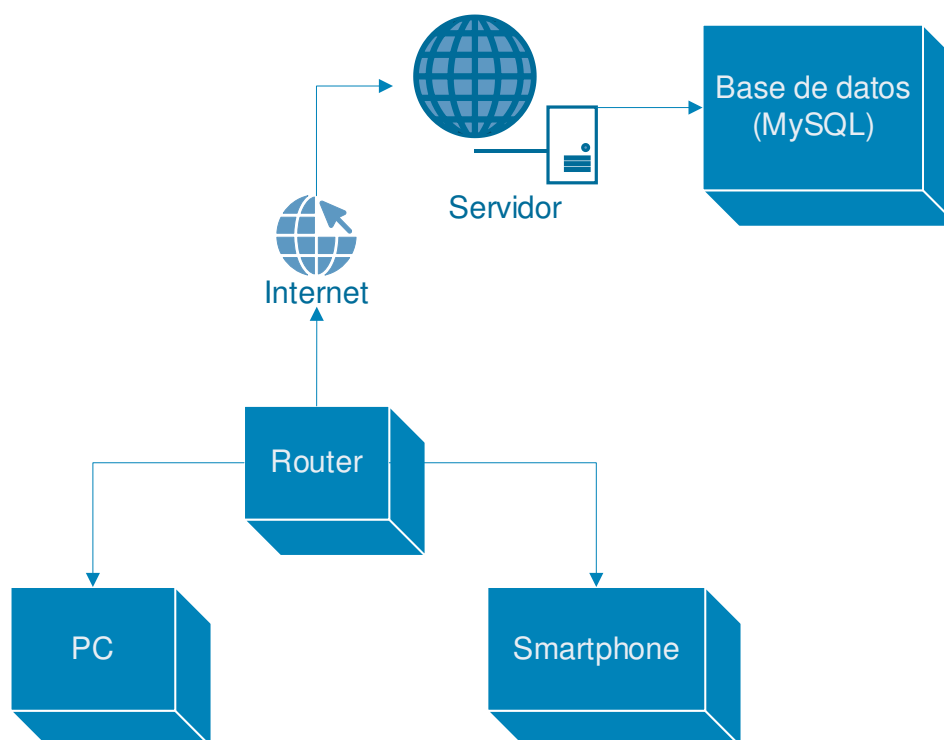 Base de datos
(MySQL)
Servidor
Internet
Router
PC
Smartphone